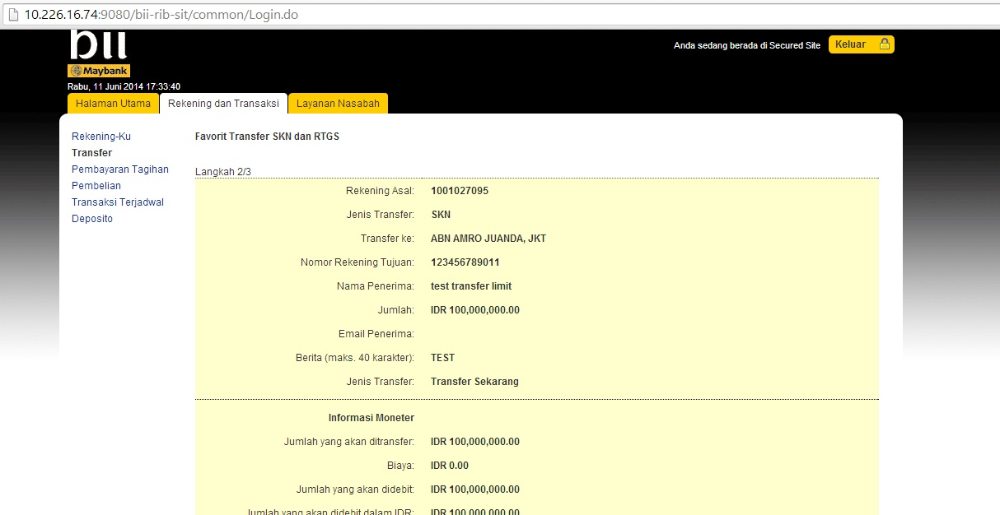 10.226.16.74:9080/bii-rib-sit/common/Login.do
bii
Maybank
Anda sedang berada di Secured Site Keluar
Rabu, 11 Juni 2014 17:33:40
Halaman Utama Rekening dan Transaksi Layanan Nasabah
Rekening-Ku
Transfer
Pembayaran Tagihan
Pembelian
Transaksi Terjadwal
Deposito
Favorit Transfer SKN dan RTGS
Langkah 2/3
Rekening Asal: 1001027095
Jenis Transfer: SKN
Transfer ke: ABN AMRO JUANDA, JKT
Nomor Rekening Tujuan: 123456789011
Nama Penerima: test transfer limit
Jumlah: IDR 100,000,000.00
Email Penerima:
Berita (maks. 40 karakter): TEST
Jenis Transfer: Transfer Sekarang
Informasi Moneter
Jumlah yang akan ditransfer: IDR 100,000,000.00
Biaya: IDR 0.00
Jumlah yang akan didebit: IDR 100,000,000.00
Jumlah yang akan didebit dalam IDR: IDR 100,000,000.00